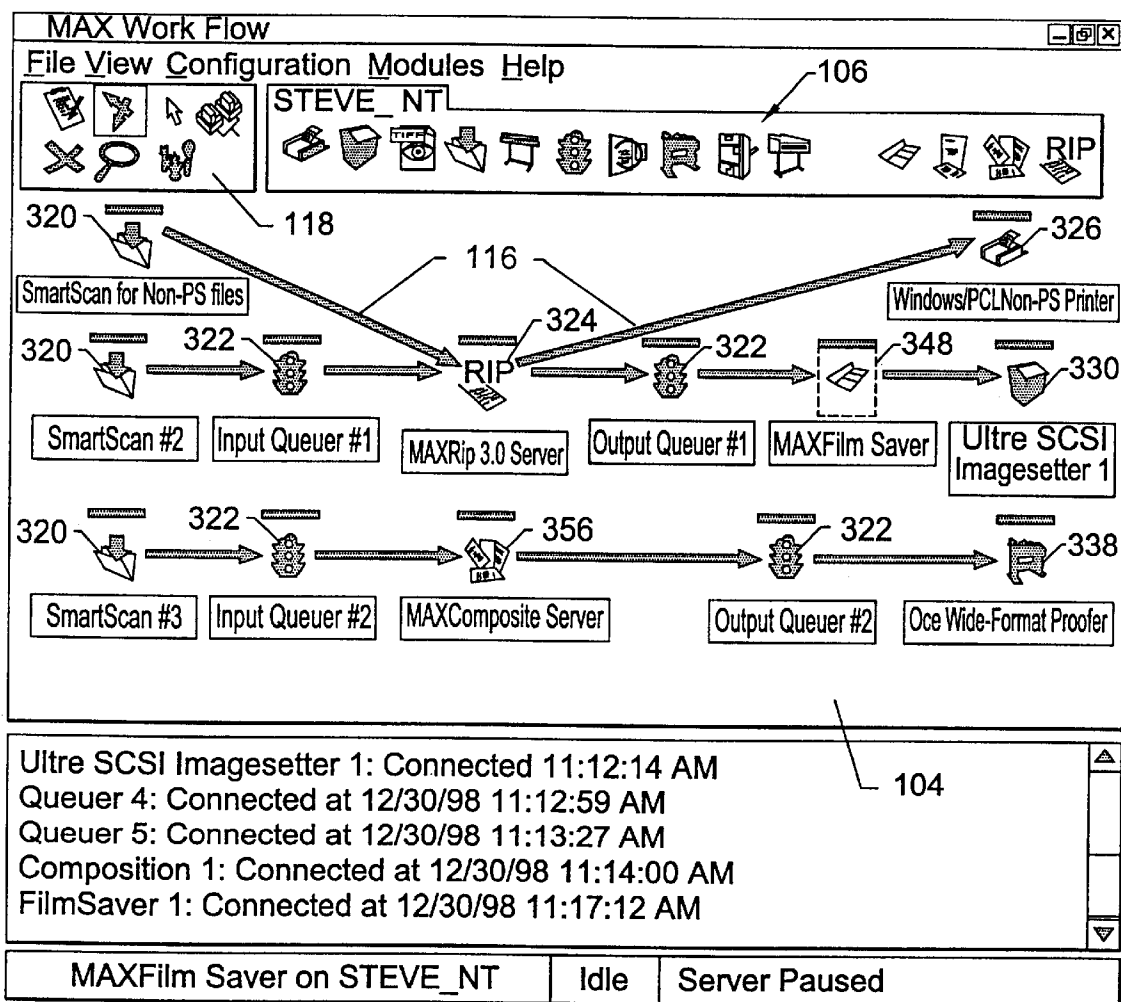 MAX Work Flow
File View Configuration Modules Help
106
STEVE_NT
TIFF
RIP
320
118
116
326
SmartScan for Non-PS files
Windows/PCLNon-PS Printer
320
322
324
RIP
322
348
330
SmartScan #2
Input Queuer #1
MAXRip 3.0 Server
Output Queuer #1
MAXFilm Saver
Ultre SCSI
Imagesetter 1
320
322
356
322
338
SmartScan #3
Input Queuer #2
MAXComposite Server
Output Queuer #2
Oce Wide-Format Proofer
104
Ultre SCSI Imagesetter 1: Connected 11:12:14 AM
Queuer 4: Connected at 12/30/98 11:12:59 AM
Queuer 5: Connected at 12/30/98 11:13:27 AM
Composition 1: Connected at 12/30/98 11:14:00 AM
FilmSaver 1: Connected at 12/30/98 11:17:12 AM
MAXFilm Saver on STEVE_NT
Idle
Server Paused